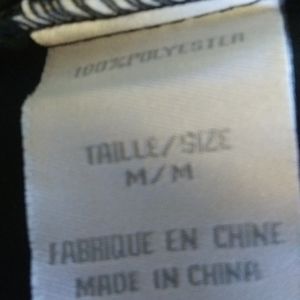 100%POLYESTER
TAILLE/SIZE
M/M
FABRIQUE EN CHINE
MADE IN CHINA